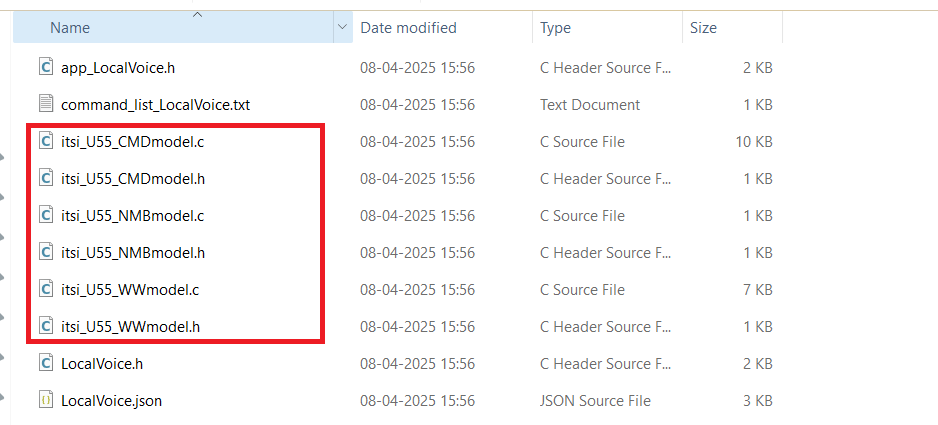 Name Date modified Type Size
app_LocalVoice.h 08-04-2025 15:56 C Header Source F... 2 KB
command_list_LocalVoice.txt 08-04-2025 15:56 Text Document 1 KB
itsi_U55_CMDmodel.c 08-04-2025 15:56 C Source File 10 KB
itsi_U55_CMDmodel.h 08-04-2025 15:56 C Header Source F... 1 KB
itsi_U55_NMBmodel.c 08-04-2025 15:56 C Source File 1 KB
itsi_U55_NMBmodel.h 08-04-2025 15:56 C Header Source F... 1 KB
itsi_U55_WWmodel.c 08-04-2025 15:56 C Source File 7 KB
itsi_U55_WWmodel.h 08-04-2025 15:56 C Header Source F... 1 KB
LocalVoice.h 08-04-2025 15:56 C Header Source F... 2 KB
LocalVoice.json 08-04-2025 15:56 JSON Source File 3 KB